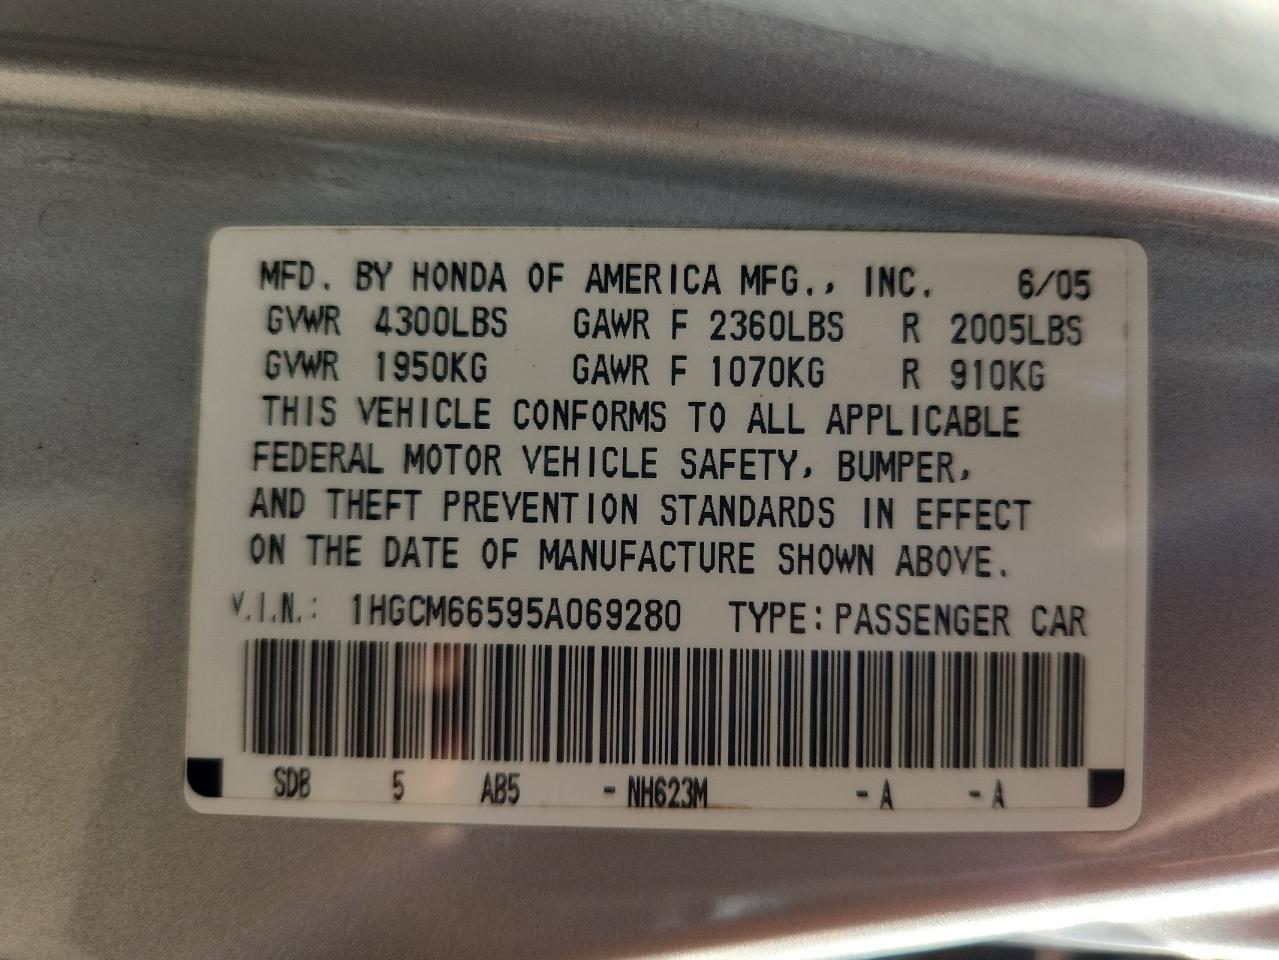 MFD. BY HONDA OF AMERICA MFG., INC. 6/05
GVWR 4300LBS GAWR F 2360LBS R 2005LBS
GVWR 1950KG GAWR F 1070KG R 910KG
THIS VEHICLE CONFORMS TO ALL APPLICABLE
FEDERAL MOTOR VEHICLE SAFETY, BUMPER,
AND THEFT PREVENTION STANDARDS IN EFFECT
ON THE DATE OF MANUFACTURE SHOWN ABOVE.
V.I.N.: 1HGCM66595A069280 TYPE: PASSENGER CAR
SDB 5 AB5 - NH623M - A - A